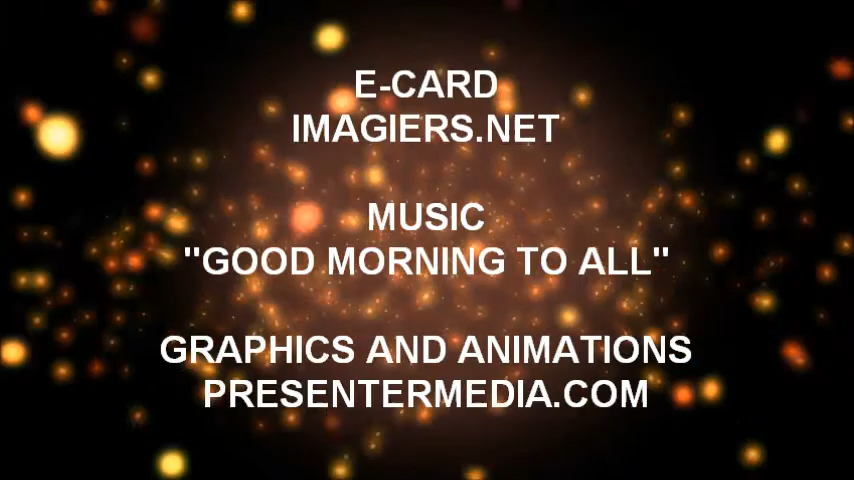 E-CARD
IMAGIERS.NET
MUSIC
"GOOD MORNING TO ALL"
GRAPHICS AND ANIMATIONS
PRESENTERMEDIA.COM